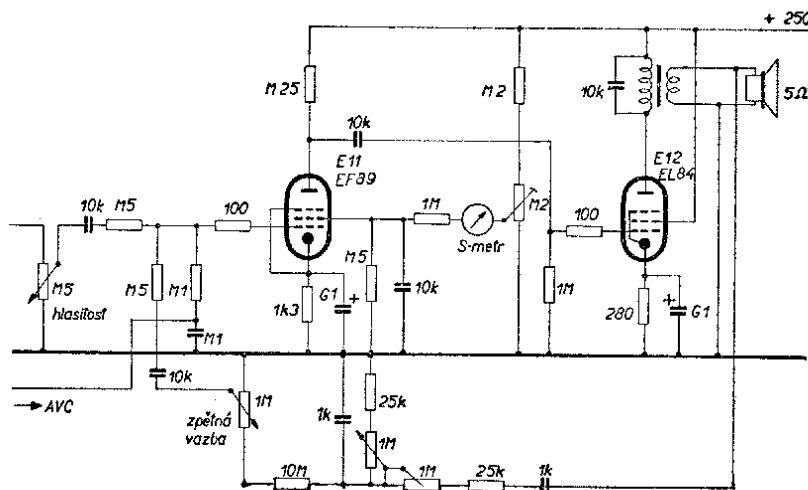 + 250
M25
M2
10k
5Ω
10k
E11
EF89
E12
EL84
10k
M5
100
1M
S-metr
M2
100
M5
hlasitost
M5
M1
M1
1k3
G1
+
M5
10k
1M
280
+
G1
10k
AVC
zpětná
vazba
1M
1k
25k
1M
10M
1M
25k
1k